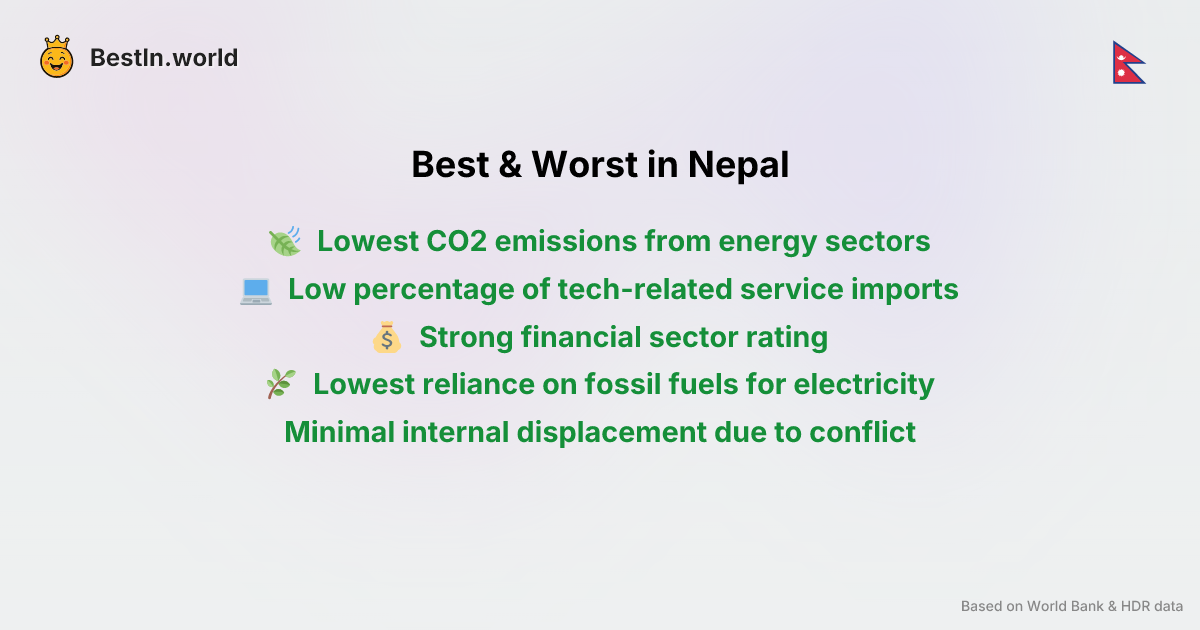 BestIn.world
Best & Worst in Nepal
Lowest CO2 emissions from energy sectors
Low percentage of tech-related service imports
Strong financial sector rating
Lowest reliance on fossil fuels for electricity
Minimal internal displacement due to conflict
Based on World Bank & HDR data